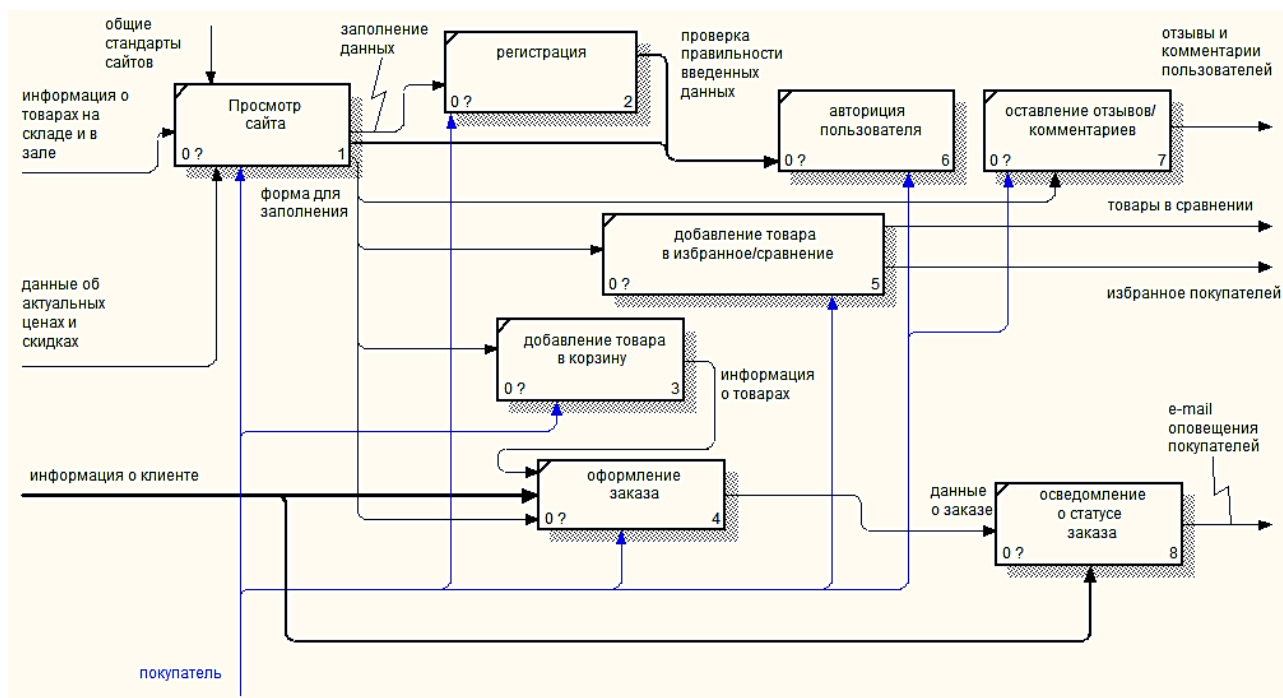 общие
стандарты
сайтов
заполнение
данных
регистрация
0 ?
2
проверка
правильности
введенных
данных
отзывы и
комментарии
пользователей
информация о
товарах на
складе и в
зале
Просмотр
сайта
0 ?
1
авториция
пользователя
0 ?
6
оставление отзывов/
комментариев
0 ?
7
форма для
заполнения
товары в сравнении
добавление товара
в избранное/сравнение
0 ?
5
избранное покупателей
данные об
актуальных
ценах и
скидках
добавление товара
в корзину
0 ?
3
информация
о товарах
e-mail
оповещения
покупателей
информация о клиенте
оформление
заказа
0 ?
4
данные
о заказе
осведомление
о статусе
заказа
0 ?
8
покупатель